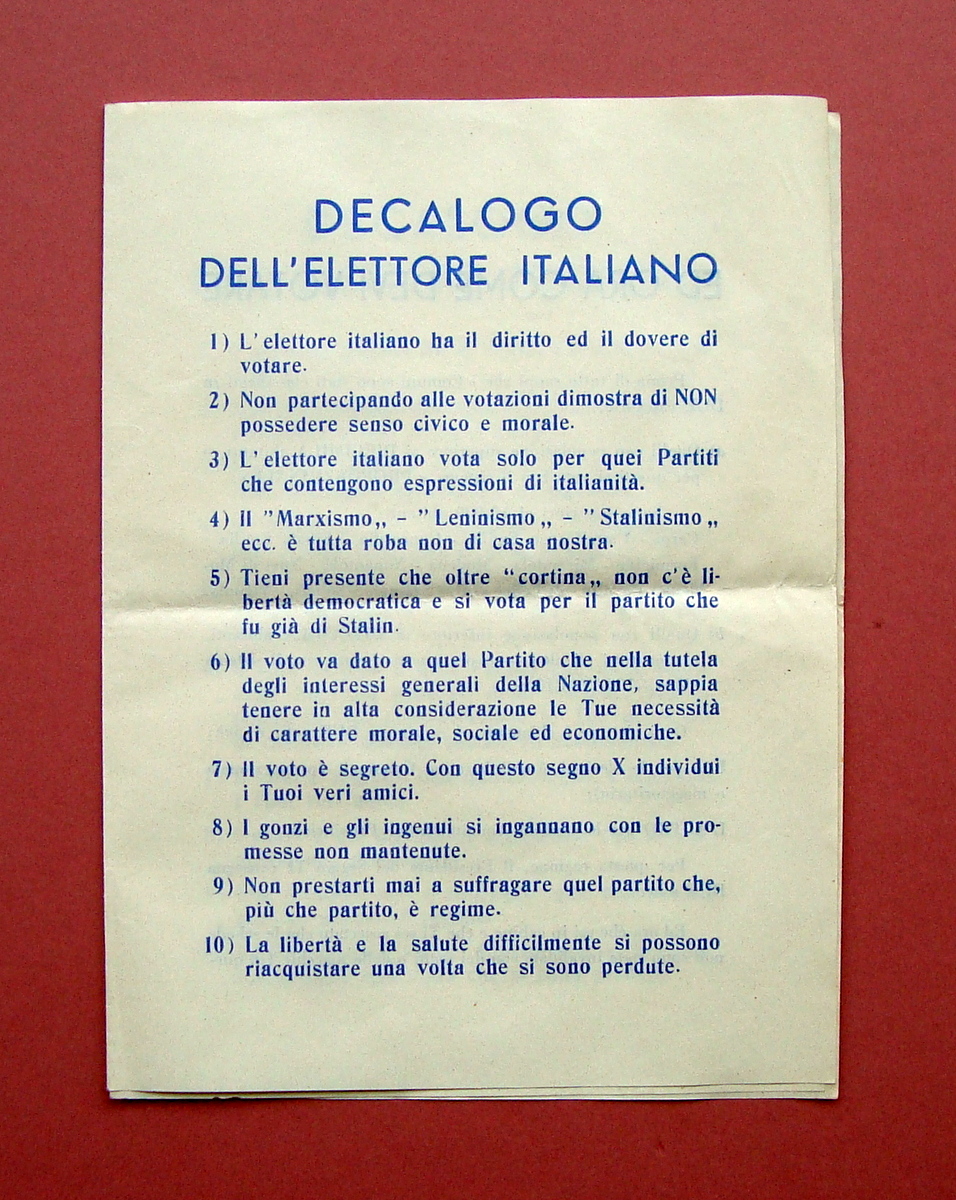 DECALOGO
DELL'ELETTORE ITALIANO
1) L'elettore italiano ha il diritto ed il dovere di
votare.
2) Non partecipando alle votazioni dimostra di NON
possedere senso civico e morale.
3) L'elettore italiano vota solo per quei Partiti
che contengono espressioni di italianità.
4) Il "Marxismo„ - "Leninismo„ - "Stalinismo„
ecc. è tutta roba non di casa nostra.
5) Tieni presente che oltre “cortina„ non c'è li-
bertà democratica e si vota per il partito che
fu già di Stalin.
6) Il voto va dato a quel Partito che nella tutela
degli interessi generali della Nazione, sappia
tenere in alta considerazione le Tue necessità
di carattere morale, sociale ed economiche.
7) Il voto è segreto. Con questo segno X individui
i Tuoi veri amici.
8) I gonzi e gli ingenui si ingannano con le pro-
messe non mantenute.
9) Non prestarti mai a suffragare quel partito che,
più che partito, è regime.
10) La libertà e la salute difficilmente si possono
riacquistare una volta che si sono perdute.